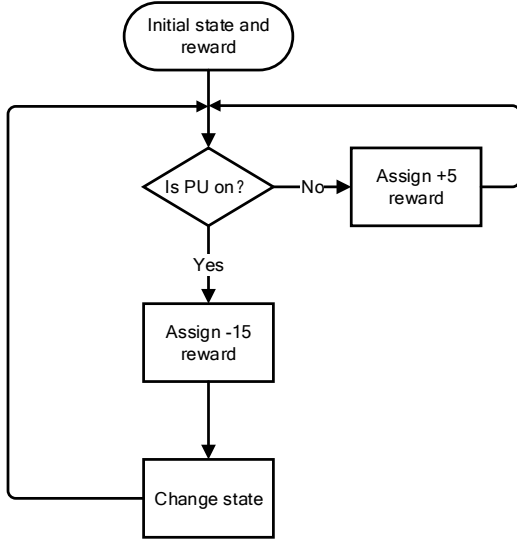 Initial state and
reward
Is PU on?
No
Assign +5
reward
Yes
Assign -15
reward
Change state